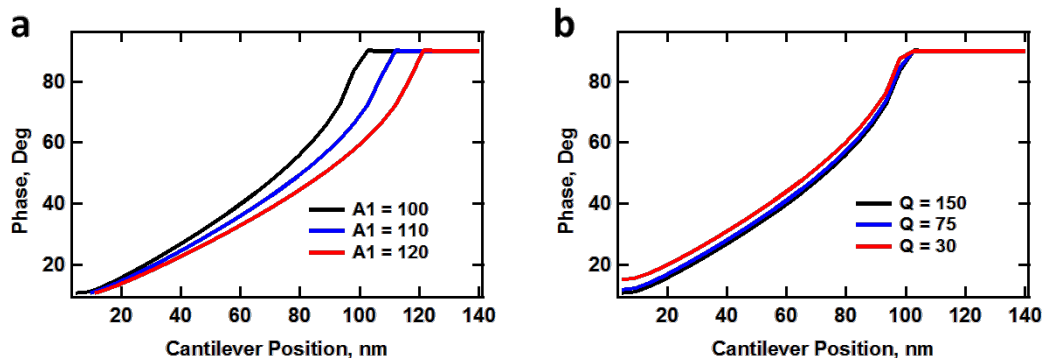 a
Phase, Deg
80
60
40
20
A1 = 100
A1 = 110
A1 = 120
20 40 60 80 100 120 140
Cantilever Position, nm
b
Phase, Deg
80
60
40
20
Q = 150
Q = 75
Q = 30
20 40 60 80 100 120 140
Cantilever Position, nm